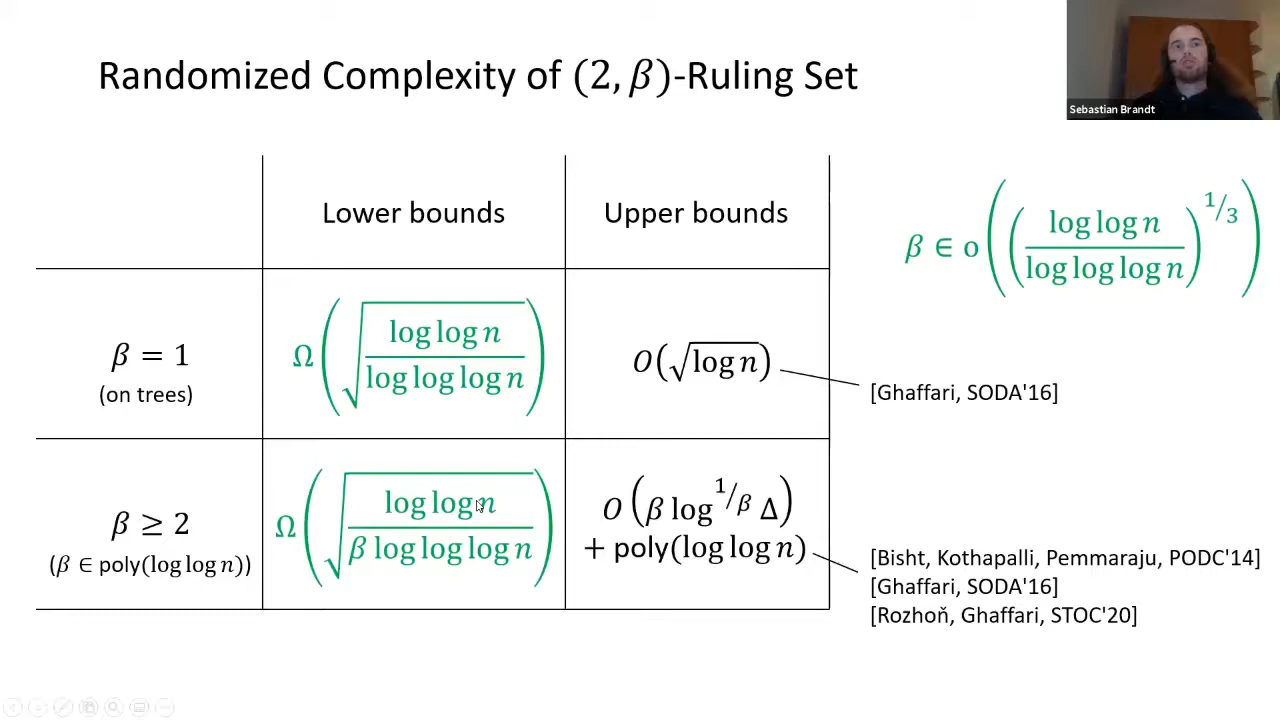 Randomized Complexity of (2, β)-Ruling Set
Sebastian Brandt
Lower bounds
Upper bounds
β ∈ o((log log n / log log log n)^{1/3})
β = 1
(on trees)
Ω(√(log log n / log log log n))
O(√log n)
[Ghaffari, SODA'16]
β ≥ 2
(β ∈ poly(log log n))
Ω(√(log log n / β log log log n))
O(β log^{1/β} Δ)
+ poly(log log n)
[Bisht, Kothapalli, Pemmaraju, PODC'14]
[Ghaffari, SODA'16]
[Rozhoň, Ghaffari, STOC'20]